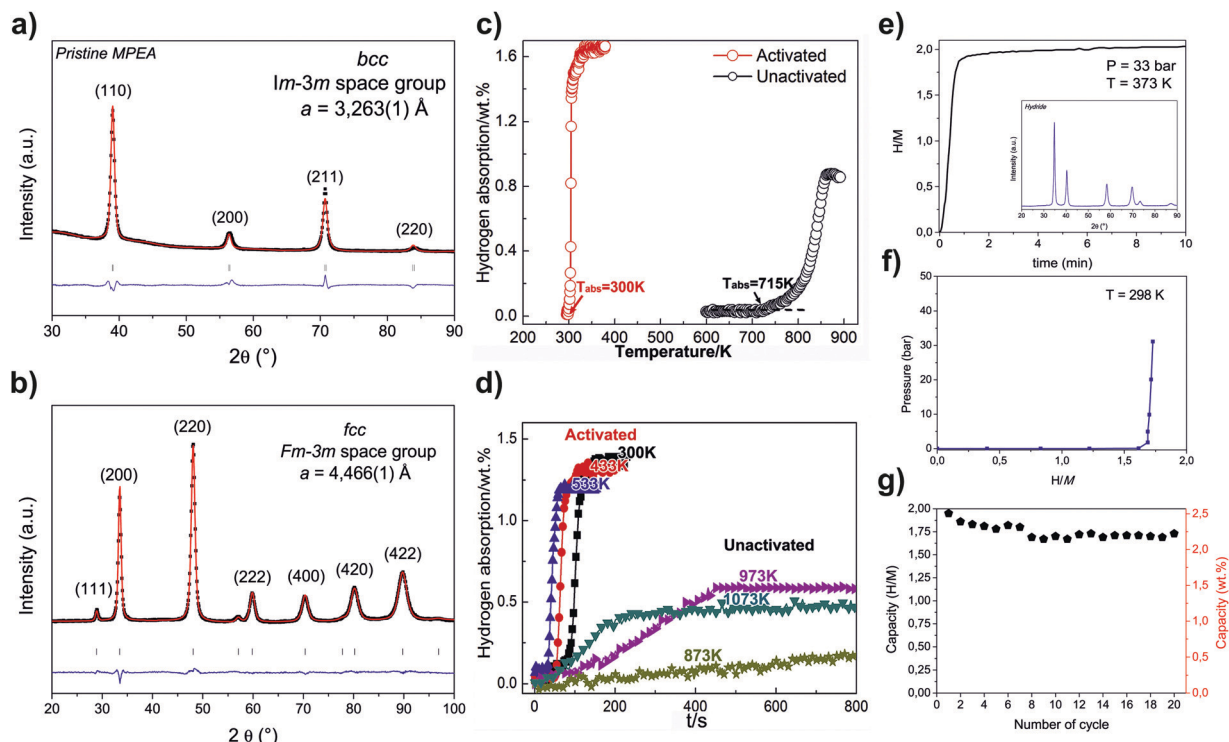 a)
Pristine MPEA
bcc
Im-3m space group
a = 3,263(1) Å
(110)
(200)
(211)
(220)
Intensity (a.u.)
30 40 50 60 70 80 90
2θ (°)
b)
fcc
Fm-3m space group
a = 4,466(1) Å
(111)
(200)
(220)
(222)
(400)
(420)
(422)
Intensity (a.u.)
20 30 40 50 60 70 80 90 100
2 θ (°)
c)
Hydrogen absorption/wt.%
1.6
1.2
0.8
0.4
0.0
Activated
Unactivated
Tabs=300K
Tabs=715K
200 300 400 500 600 700 800 900
Temperature/K
d)
Hydrogen absorption/wt.%
1.5
1.0
0.5
0.0
Activated
300K
433K
533K
Unactivated
973K
1073K
873K
0 200 400 600 800
t/s
e)
H/M
2,0
1,5
1,0
0,5
0,0
P = 33 bar
T = 373 K
Hydride
Intensity (a.u.)
20 30 40 50 60 70 80 90
2θ (°)
0 2 4 6 8 10
time (min)
f)
Pressure (bar)
50
40
30
20
10
0
T = 298 K
0,0 0,5 1,0 1,5 2,0
H/M
g)
Capacity (H/M)
2,00
1,75
1,50
1,25
1,00
0,75
0,50
0,25
0,00
2,5
2,0
1,5
1,0
0,5
0,0
Capacity (wt.%)
0 2 4 6 8 10 12 14 16 18 20
Number of cycle